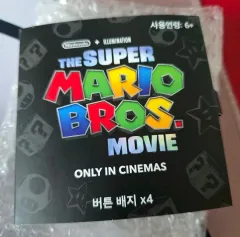 사용연령: 6+
Nintendo + ILLUMINATION
THE SUPER
MARIO
BROS.
MOVIE
ONLY IN CINEMAS
버튼 배지 x4